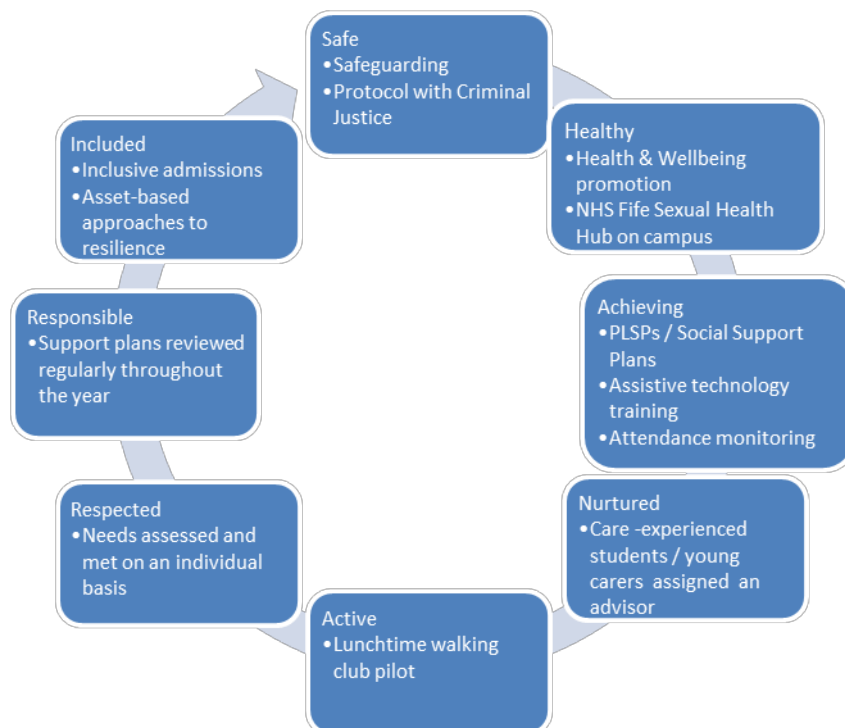 Safe
•Safeguarding
•Protocol with Criminal
Justice
Healthy
•Health & Wellbeing
promotion
•NHS Fife Sexual Health
Hub on campus
Achieving
•PLSPs / Social Support
Plans
•Assistive technology
training
•Attendance monitoring
Nurtured
•Care -experienced
students / young
carers assigned an
advisor
Active
•Lunchtime walking
club pilot
Respected
•Needs assessed and
met on an individual
basis
Responsible
•Support plans reviewed
regularly throughout
the year
Included
•Inclusive admissions
•Asset-based
approaches to
resilience